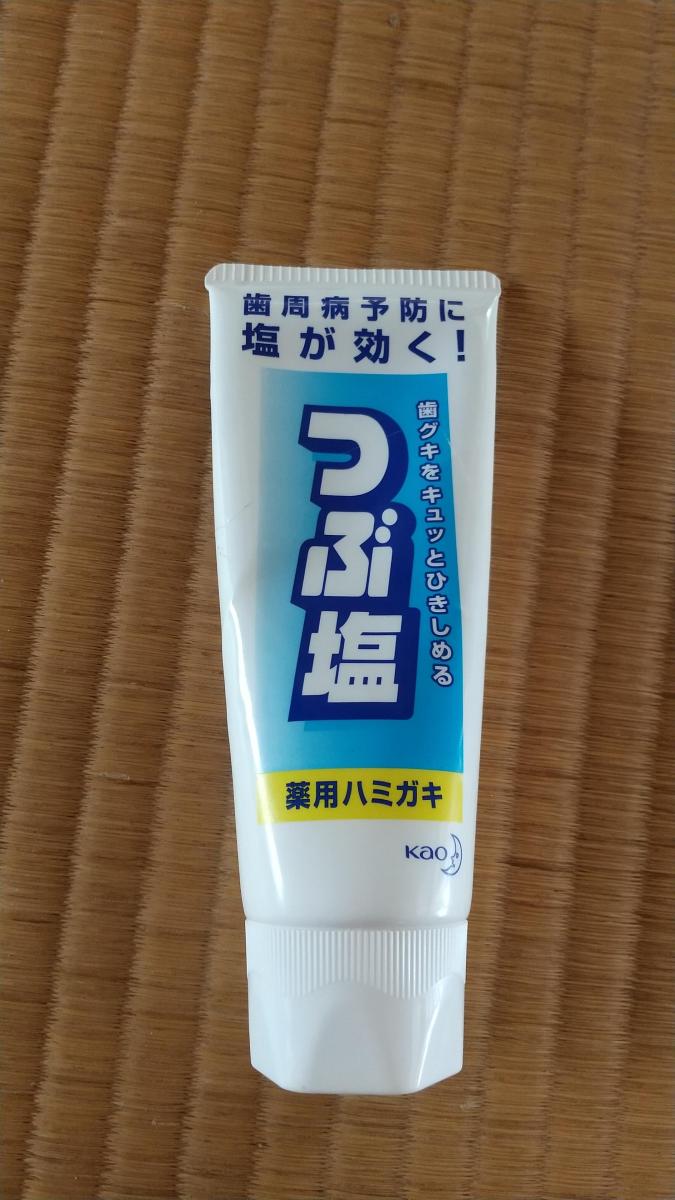 歯周病予防に
塩が効く!
歯グキをキュッとひきしめる
つぶ塩
薬用ハミガキ
Kao